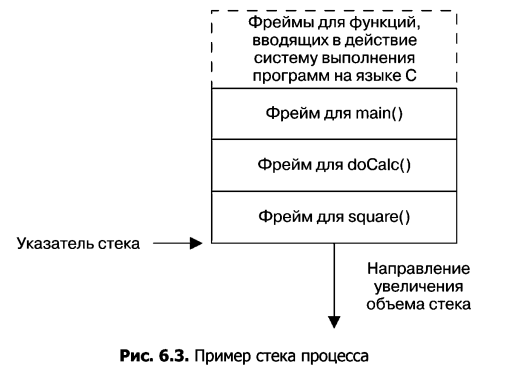 Фреймы для функций,
вводящих в действие
систему выполнения
программ на языке C
Фрейм для main()
Фрейм для doCalc()
Фрейм для square()
Указатель стека
Направление
увеличения
объема стека
Рис. 6.3. Пример стека процесса